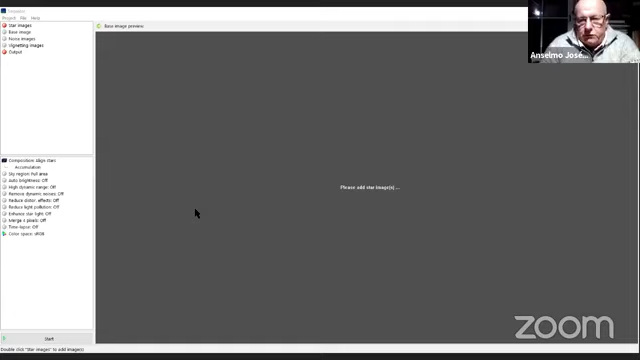 Sequator
Project File Help
Star images
Base image
Noise images
Vignetting images
Output
Base image preview
Anselmo José...
Please add star image(s) ...
Composition: Align stars
Accumulation
Sky region: Full area
Auto brightness: Off
High dynamic range: Off
Remove dynamic noises: Off
Reduce distor. effects: Off
Reduce light pollution: Off
Enhance star light: Off
Merge 4 pixels: Off
Time-lapse: Off
Color space: sRGB
Start
Double click "Star images" to add image(s)
zoom